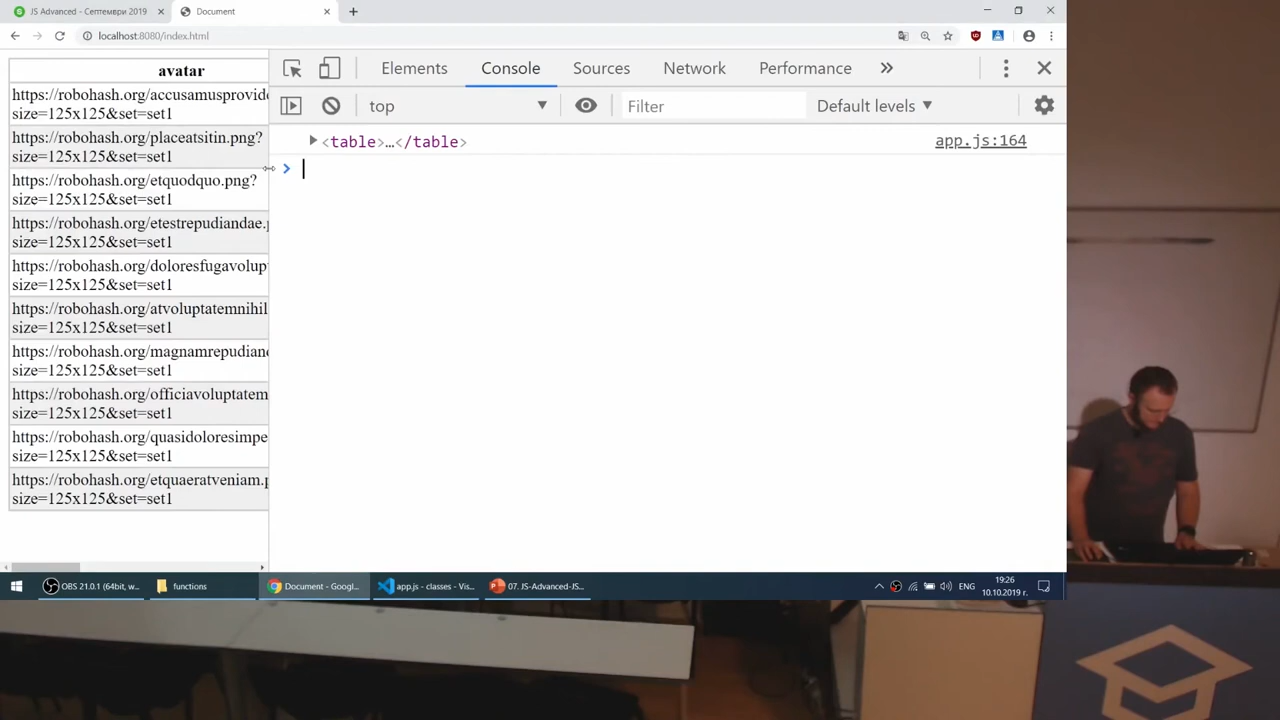 JS Advanced - Септември 2019
Document
localhost:8080/index.html
avatar
https://robohash.org/accusamusprovide
size=125x125&set=set1
https://robohash.org/placeatsitin.png?
size=125x125&set=set1
https://robohash.org/etquodquo.png?
size=125x125&set=set1
https://robohash.org/etestrepudiandae.p
size=125x125&set=set1
https://robohash.org/doloresfugavolupt
size=125x125&set=set1
https://robohash.org/atvoluptatemnihil
size=125x125&set=set1
https://robohash.org/magnamrepudiand
size=125x125&set=set1
https://robohash.org/officiavoluptatem
size=125x125&set=set1
https://robohash.org/quasidoloresimpe
size=125x125&set=set1
https://robohash.org/etquaeratveniam.p
size=125x125&set=set1
Elements
Console
Sources
Network
Performance
top
Filter
Default levels
<table>…</table>
app.js:164
OBS 21.0.1 (64bit, w...
functions
Document - Googl...
app.js - classes - Vis...
07. JS-Advanced-JS...
ENG
19:26
10.10.2019 г.